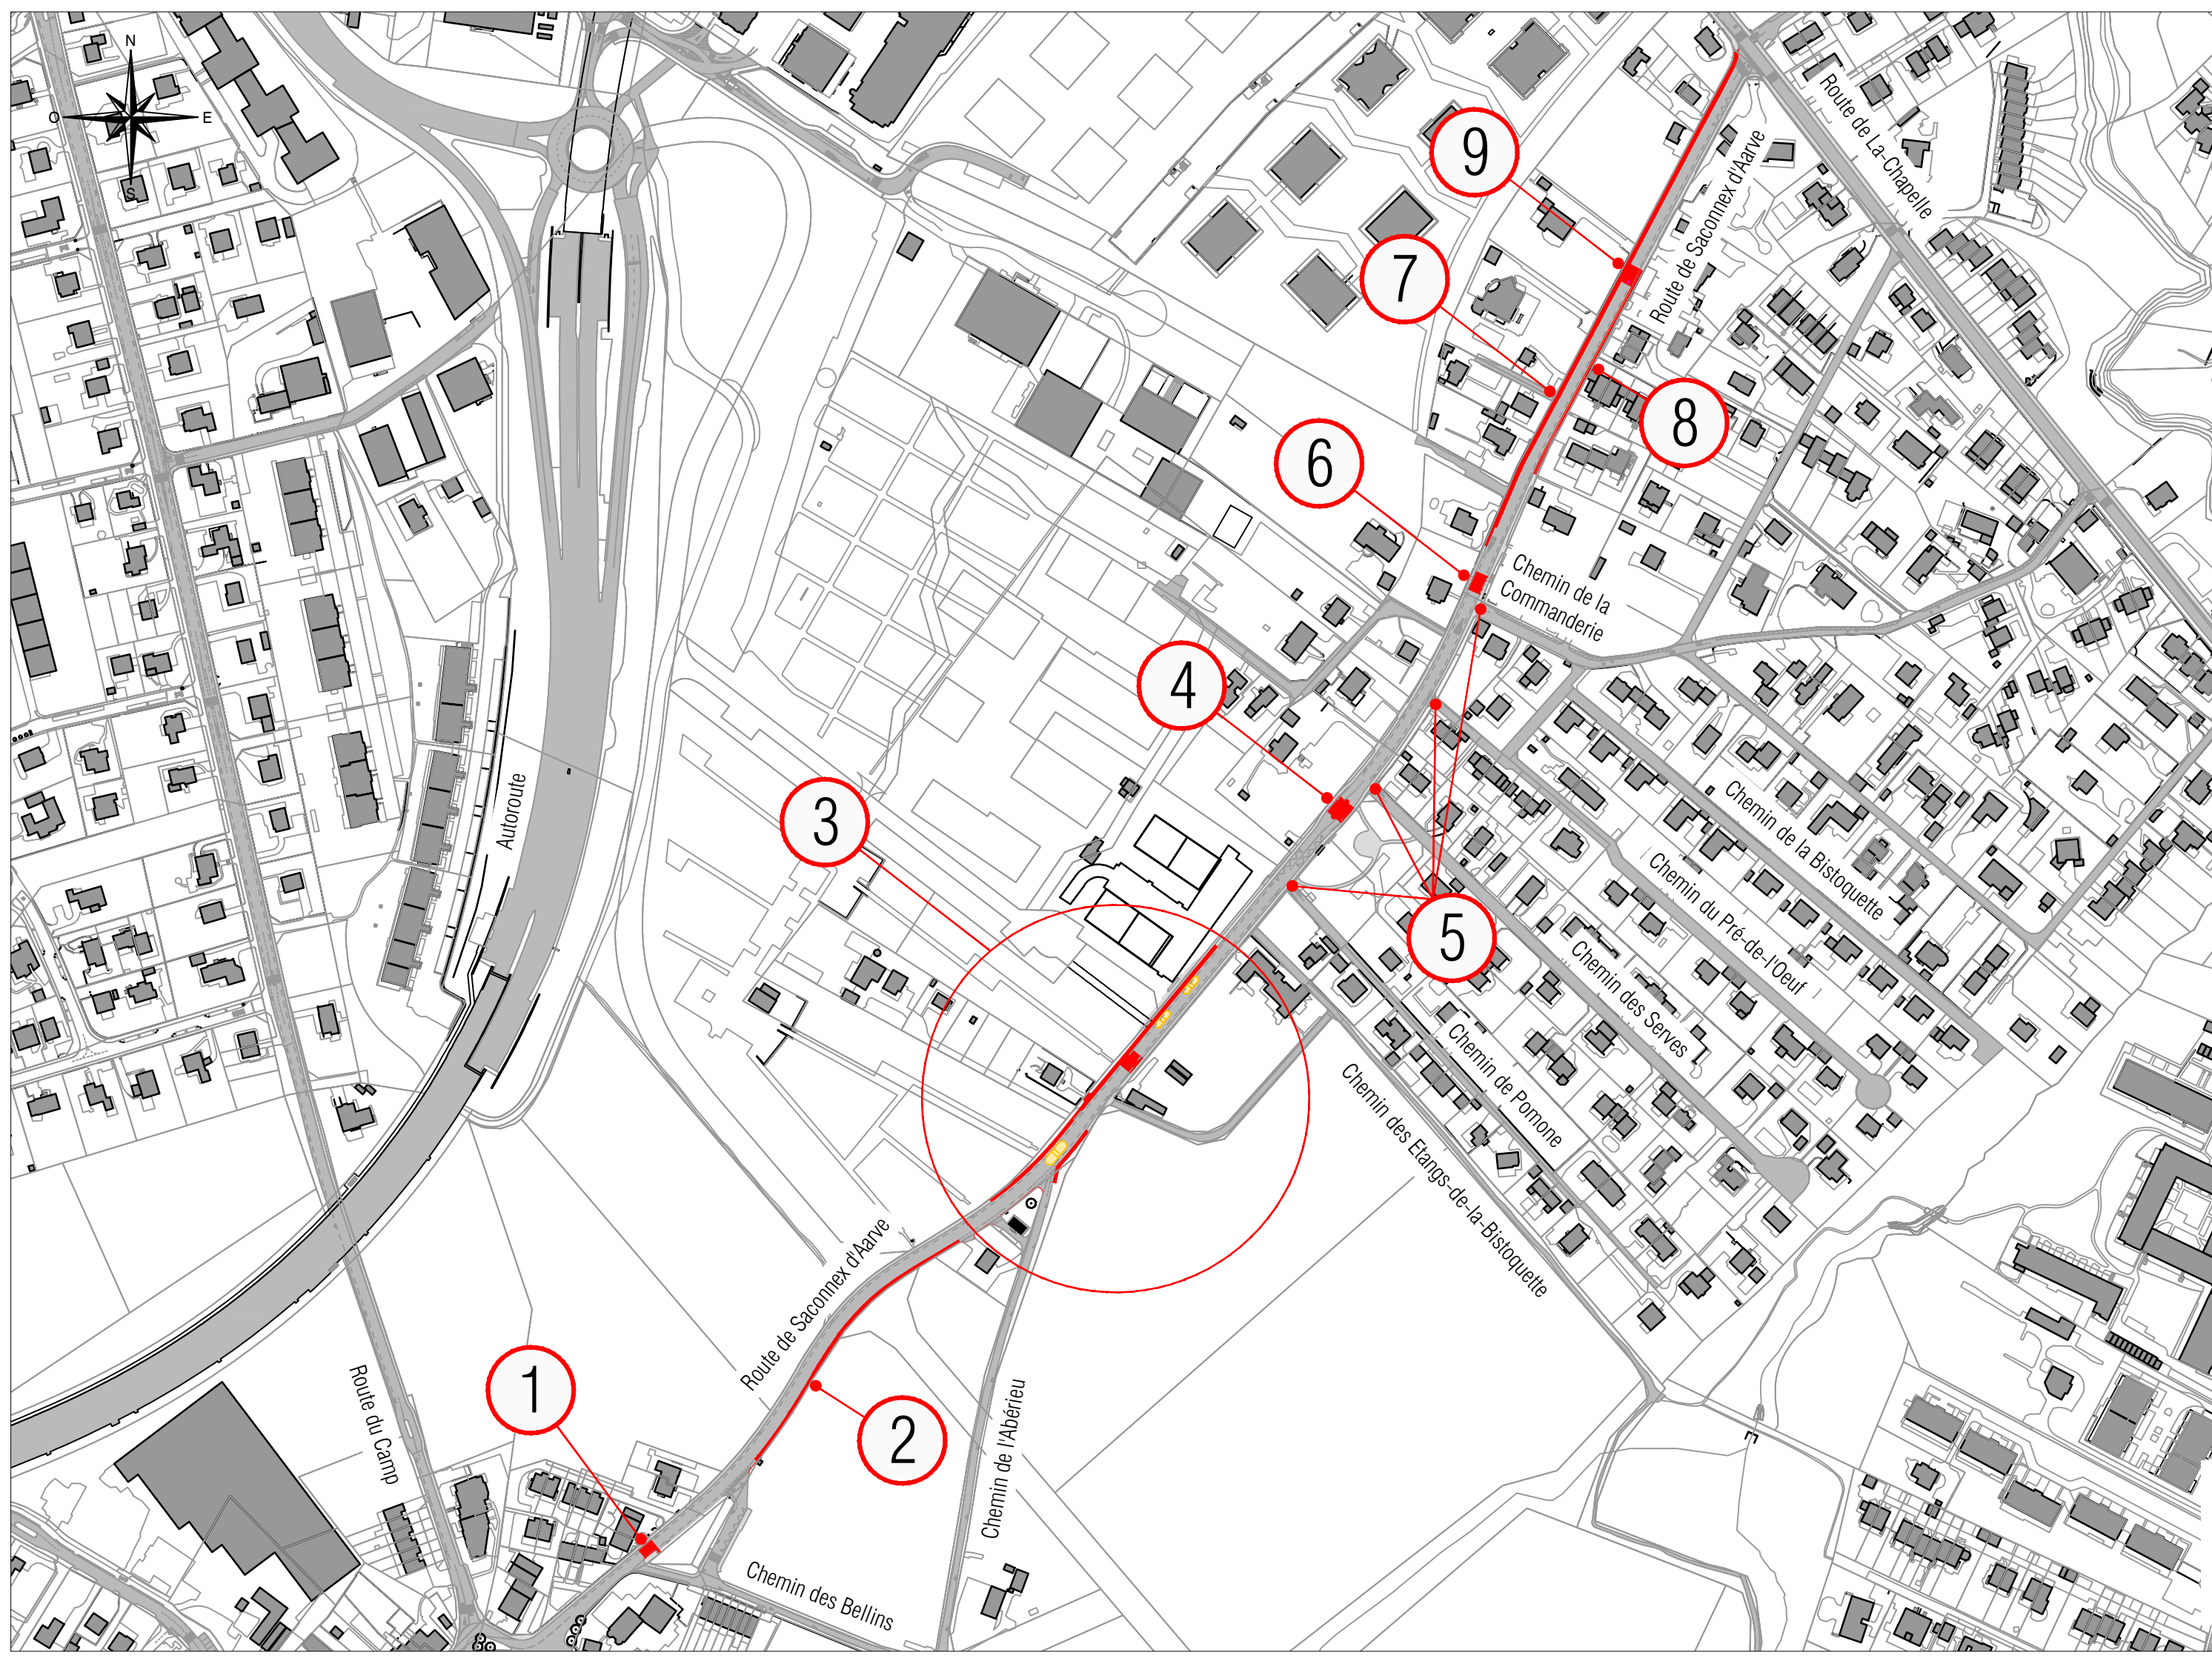 N
O
E
S
Route de La-Chapelle
9
Route de Saconnex d'Aarve
7
8
6
Chemin de la
Commanderie
4
3
Autoroute
5
Chemin de la Bistoquette
Chemin du Pré-de-l'Oeuf
Chemin des Serves
Chemin de Pomone
Chemin des Etangs-de-la-Bistoquette
Route de Saconnex d'Aarve
1
2
Route du Camp
Chemin de l'Abérieu
Chemin des Bellins